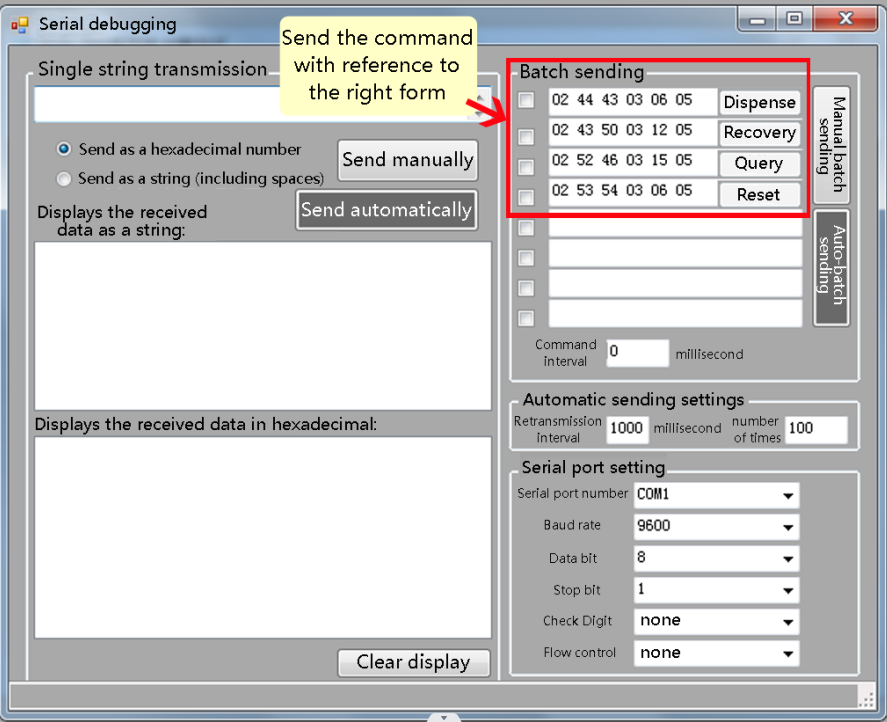 Serial debugging
Send the command
with reference to
the right form
Single string transmission
Send as a hexadecimal number
Send as a string (including spaces)
Send manually
Send automatically
Displays the received
data as a string:
Displays the received data in hexadecimal:
Clear display
Batch sending
02 44 43 03 06 05 Dispense
02 43 50 03 12 05 Recovery
02 52 46 03 15 05 Query
02 53 54 03 06 05 Reset
Manual batch
sending
Auto-batch
sending
Command
interval
0
millisecond
Automatic sending settings
Retransmission
interval
1000
millisecond
number
of times
100
Serial port setting
Serial port number COM1
Baud rate 9600
Data bit 8
Stop bit 1
Check Digit none
Flow control none